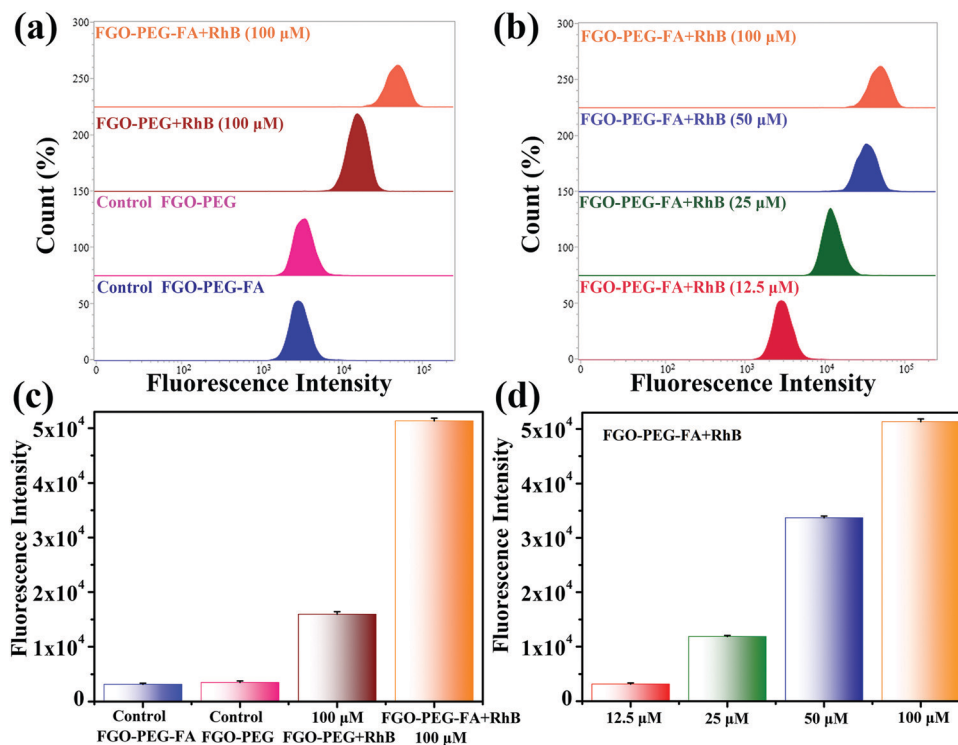 (a)
300
FGO-PEG-FA+RhB (100 µM)
250
FGO-PEG+RhB (100 µM)
200
150
Control FGO-PEG
100
Control FGO-PEG-FA
50
0
Count (%)
0 10² 10³ 10⁴ 10⁵
Fluorescence Intensity
(b)
300
FGO-PEG-FA+RhB (100 µM)
250
FGO-PEG-FA+RhB (50 µM)
200
FGO-PEG-FA+RhB (25 µM)
150
100
FGO-PEG-FA+RhB (12.5 µM)
50
0
Count (%)
0 10² 10³ 10⁴ 10⁵
Fluorescence Intensity
(c)
5x10⁴
4x10⁴
3x10⁴
2x10⁴
1x10⁴
0
Fluorescence Intensity
Control
FGO-PEG-FA
Control
FGO-PEG
100 µM
FGO-PEG+RhB
FGO-PEG-FA+RhB
100 µM
(d)
FGO-PEG-FA+RhB
5x10⁴
4x10⁴
3x10⁴
2x10⁴
1x10⁴
0
Fluorescence Intensity
12.5 µM 25 µM 50 µM 100 µM